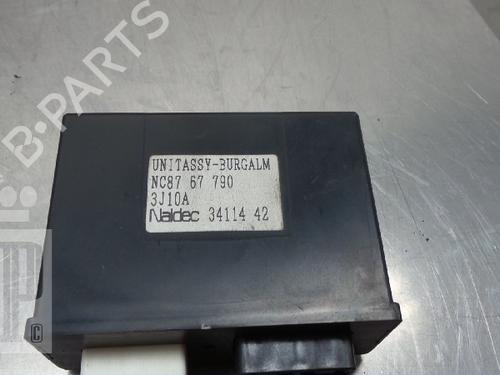 B-PARTS
UNITASSY-BURGALM
NC87 67 790
3J10A
Naldec 34114 42
C